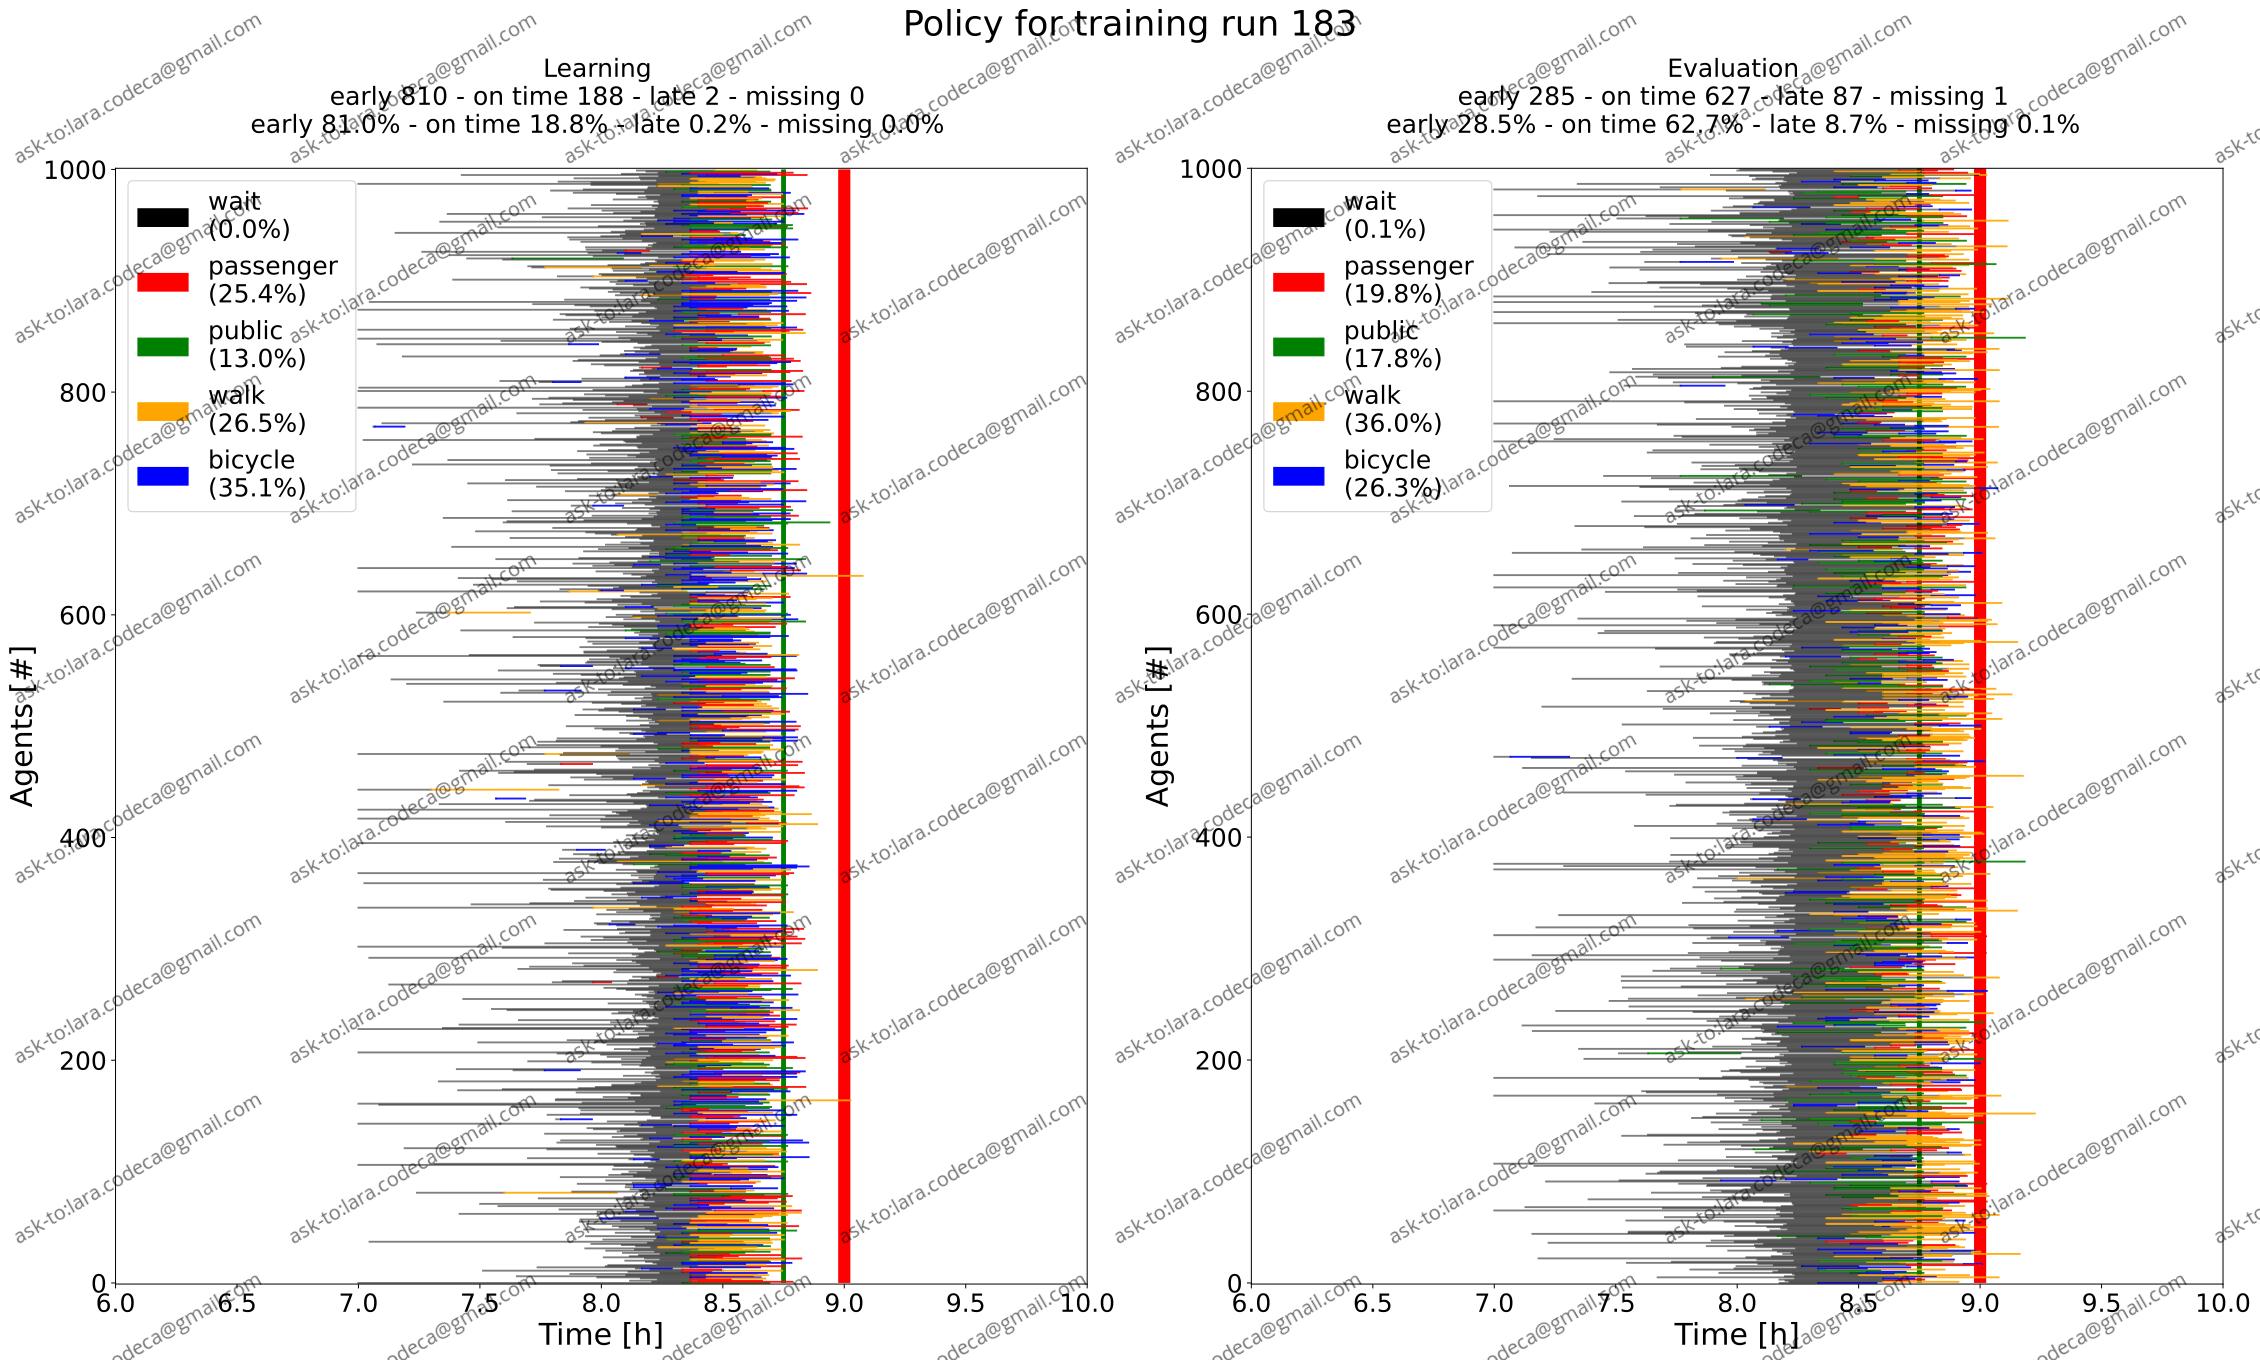 Policy for training run 183
Learning
early 810 - on time 188 - late 2 - missing 0
early 81.0% - on time 18.8% - late 0.2% - missing 0.0%
1000
800
600
400
200
0
Agents [#]
wait
(0.0%)
passenger
(25.4%)
public
(13.0%)
walk
(26.5%)
bicycle
(35.1%)
6.0 6.5 7.0 7.5 8.0 8.5 9.0 9.5 10.0
Time [h]
Evaluation
early 285 - on time 627 - late 87 - missing 1
early 28.5% - on time 62.7% - late 8.7% - missing 0.1%
1000
800
600
400
200
0
Agents [#]
wait
(0.1%)
passenger
(19.8%)
public
(17.8%)
walk
(36.0%)
bicycle
(26.3%)
6.0 6.5 7.0 7.5 8.0 8.5 9.0 9.5 10.0
Time [h]
ask-to:lara.codeca@gmail.com